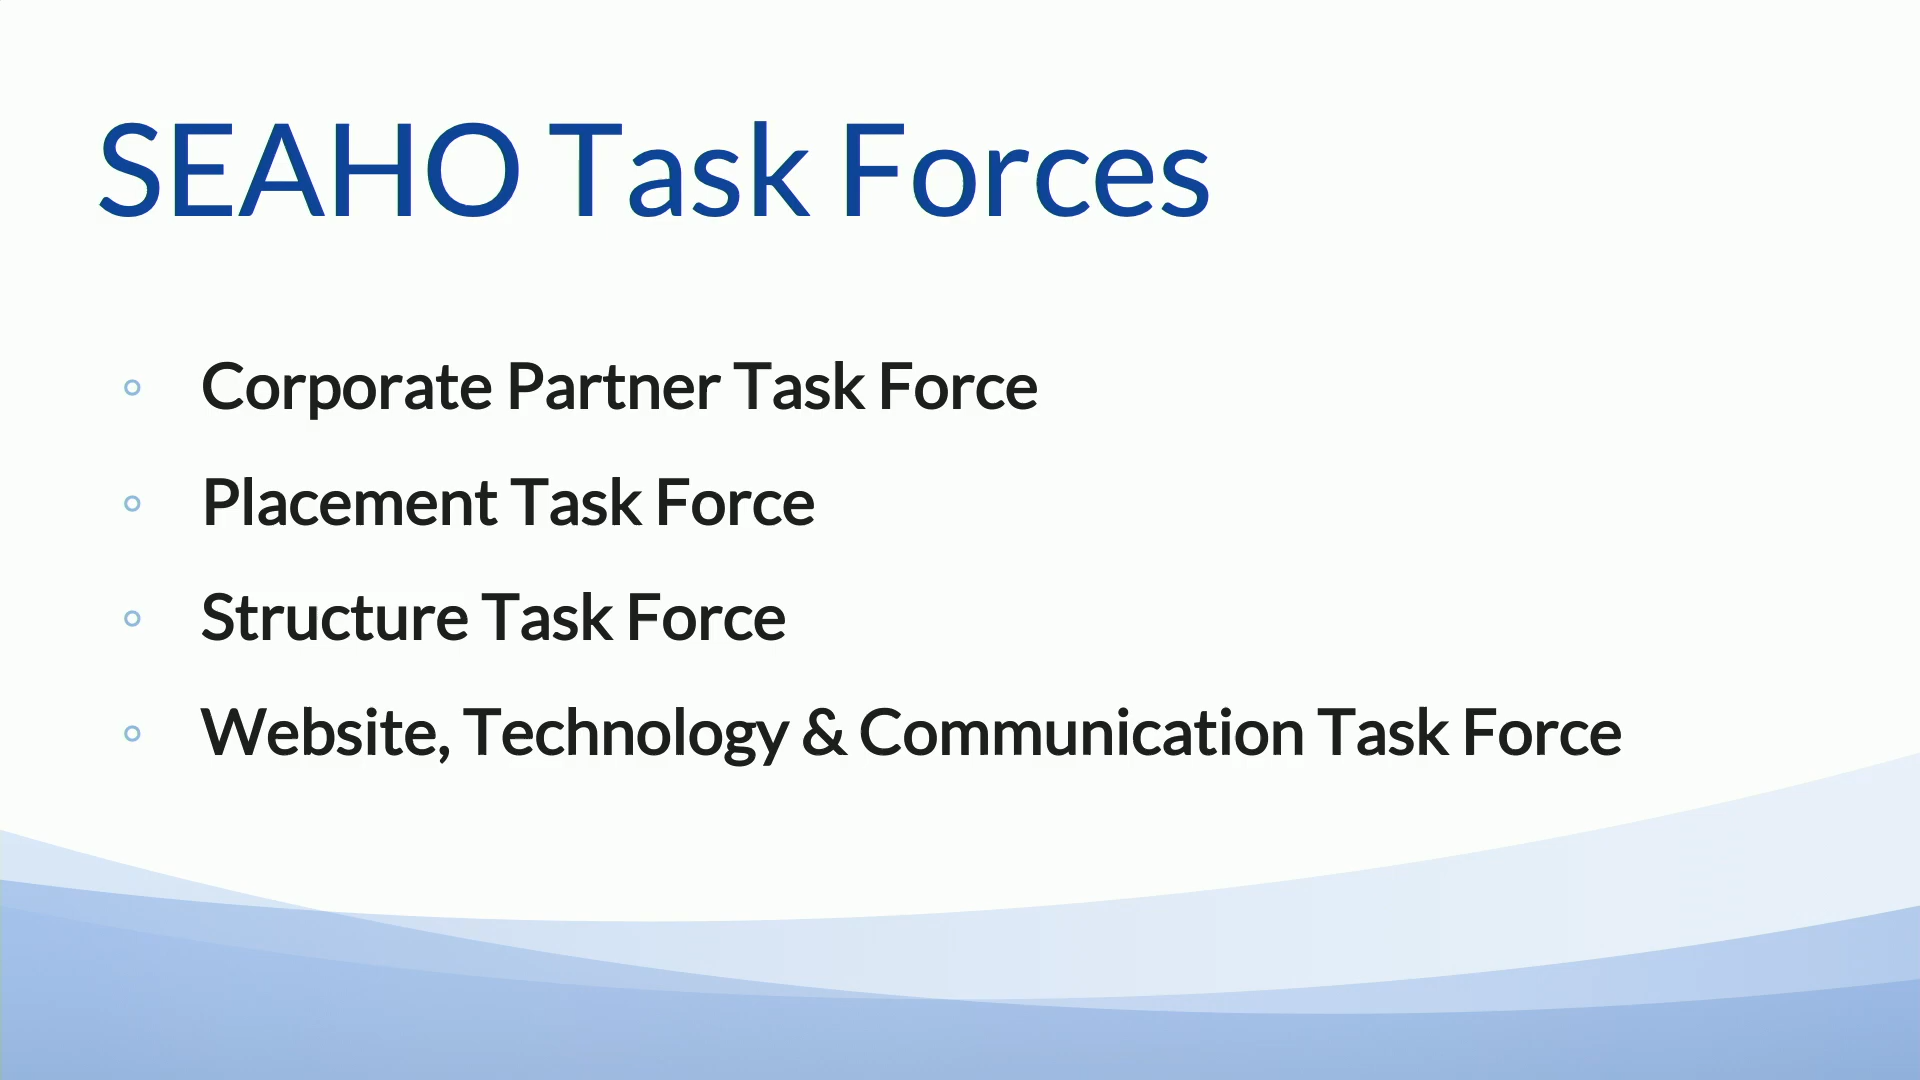 SEAHO Task Forces
Corporate Partner Task Force
Placement Task Force
Structure Task Force
Website, Technology & Communication Task Force